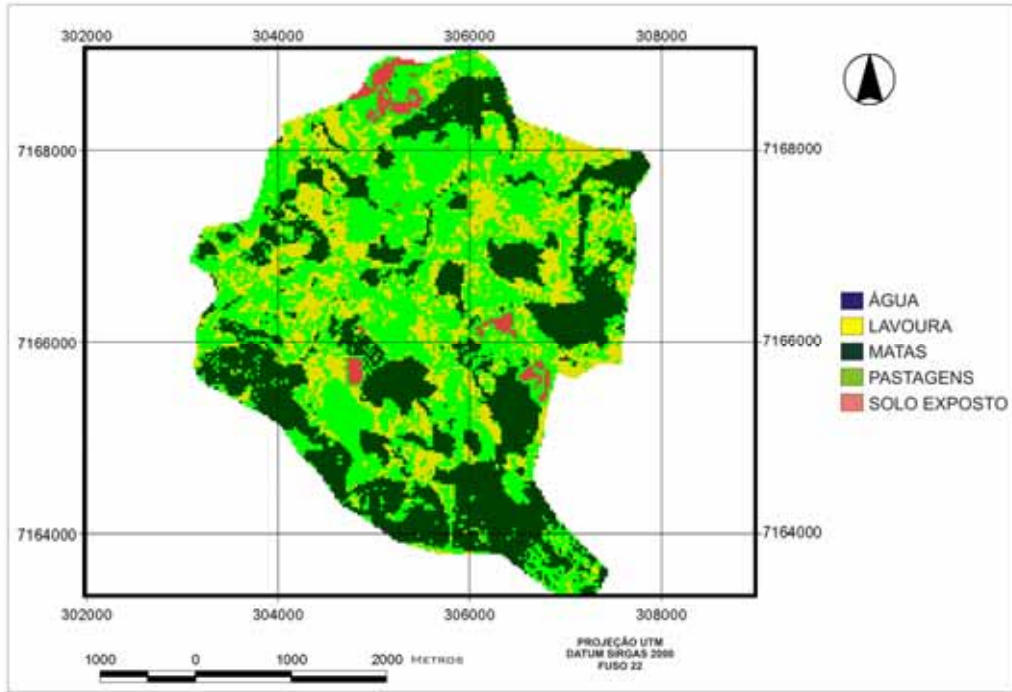 302000 304000 306000 308000
7168000 7168000
7166000 7166000
7164000 7164000
302000 304000 306000 308000
ÁGUA
LAVOURA
MATAS
PASTAGENS
SOLO EXPOSTO
1000 0 1000 2000 METROS
PROJEÇÃO UTM
DATUM SIRGAS 2000
FUSO 22